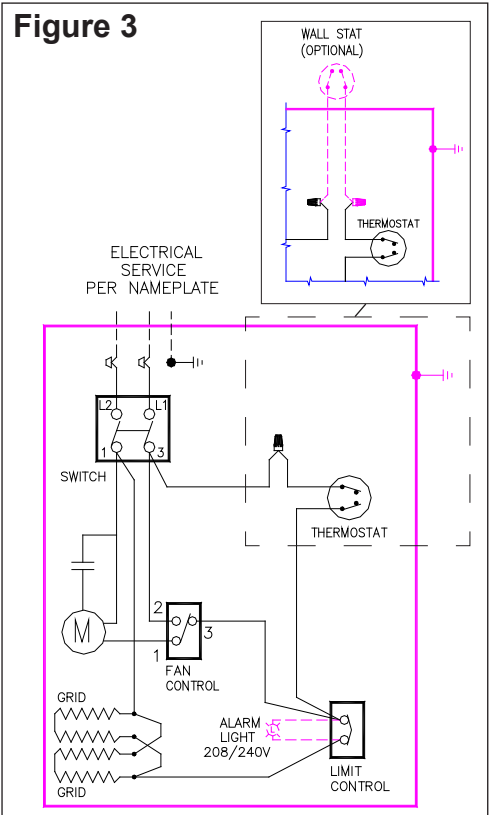 Figure 3
WALL STAT
(OPTIONAL)
THERMOSTAT
ELECTRICAL
SERVICE
PER NAMEPLATE
L2 L1
1 3
SWITCH
THERMOSTAT
M
2
3
1
FAN
CONTROL
GRID
ALARM
LIGHT
208/240V
GRID
LIMIT
CONTROL